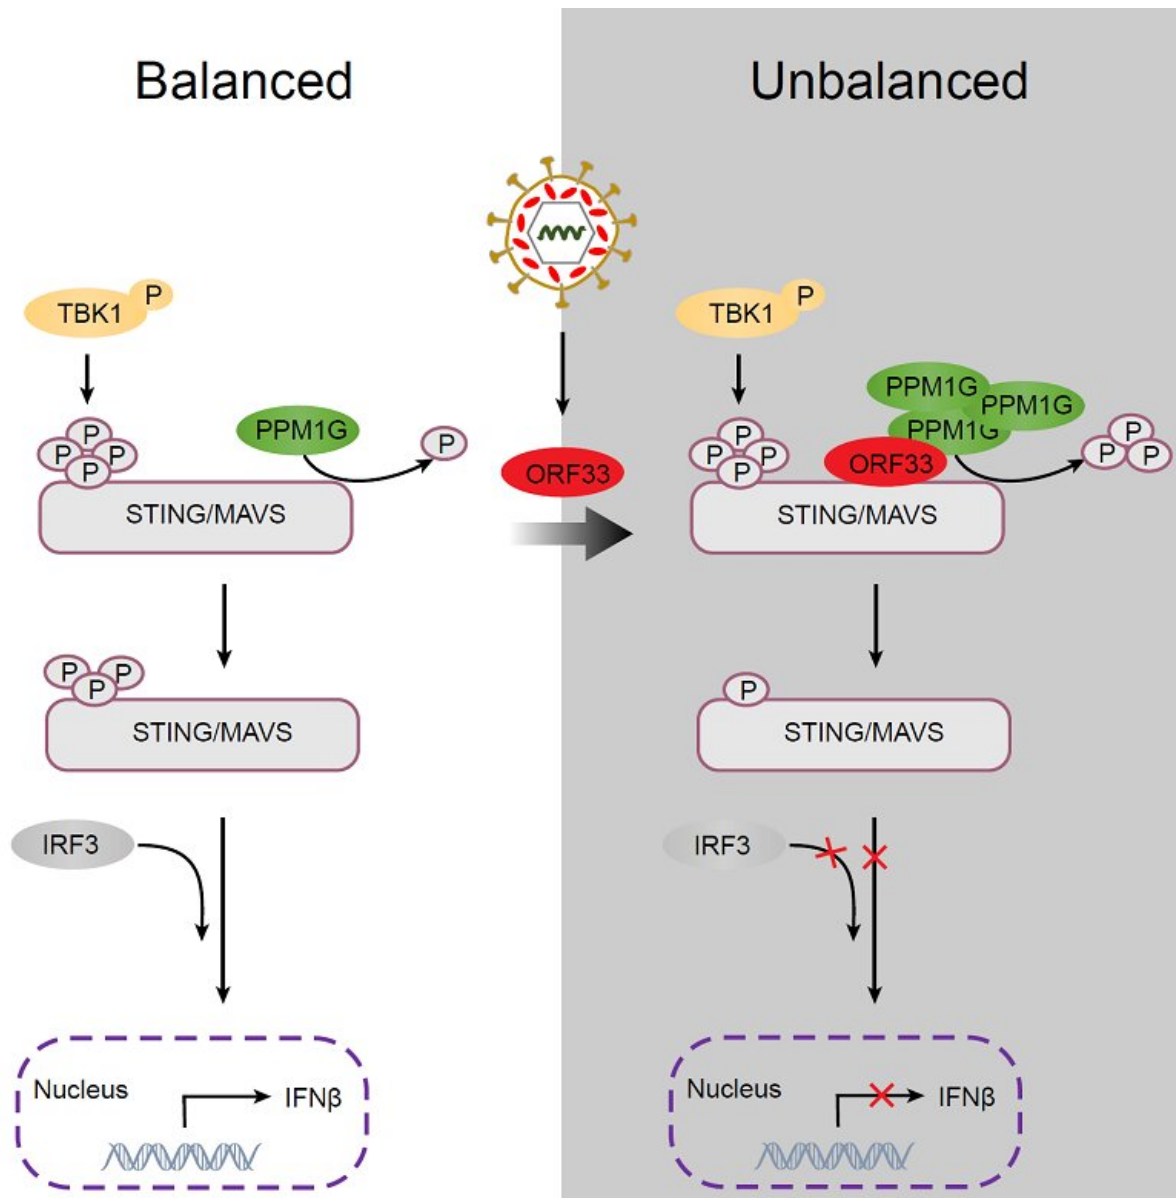 Balanced
Unbalanced
P
TBK1
P
TBK1
PPM1G
PPM1G
PPM1G
P
P
P
P
PPM1G
P
ORF33
P
P
P
P
ORF33
P
P
P
STING/MAVS
STING/MAVS
P
P
P
STING/MAVS
P
STING/MAVS
IRF3
IRF3
Nucleus
IFNβ
Nucleus
IFNβ